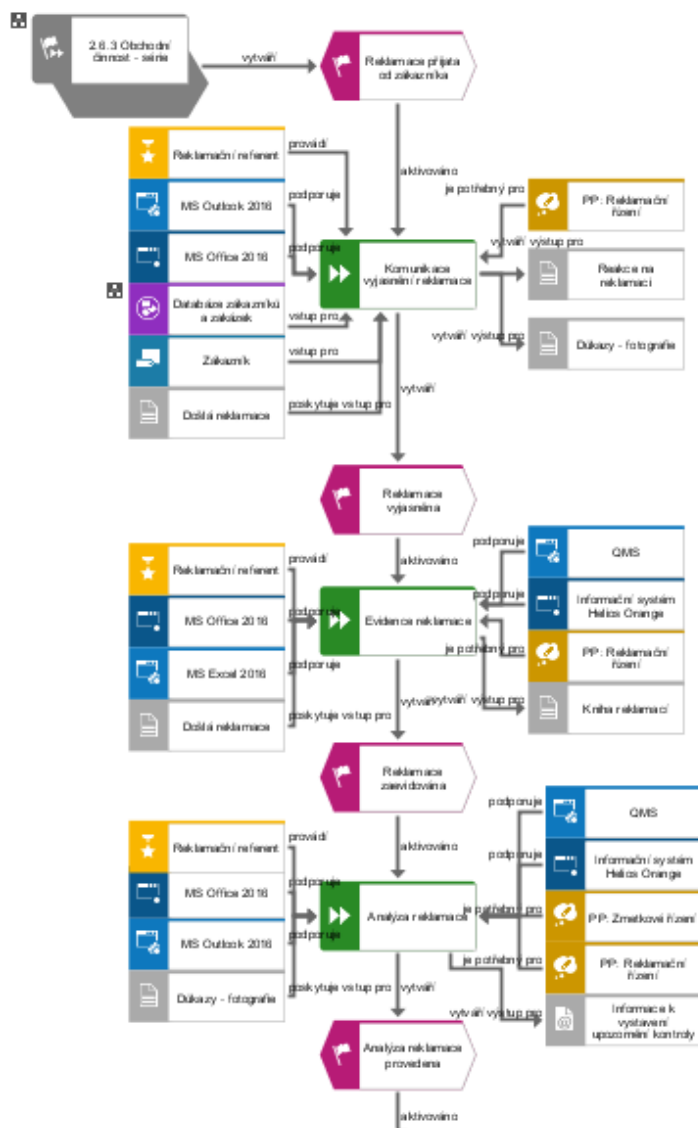 2.6.3 Obchodní
činnost - série
vytváří
Reklamace přijata
od zákazníka
aktivováno
Reklamační referent
provádí
MS Outlook 2016
podporuje
MS Office 2016
podporuje
Databáze zákazníků
a zakázek
vstup pro
Zákazník
vstup pro
Došlá reklamace
poskytuje vstup pro
Komunikace
vyjasnění reklamace
je potřebný pro
PP: Reklamační
řízení
vytváří výstup pro
Reakce na
reklamaci
vytváří výstup pro
Důkazy - fotografie
vytváří
Reklamace
vyjasněna
aktivováno
Reklamační referent
provádí
MS Office 2016
podporuje
MS Excel 2016
podporuje
Došlá reklamace
poskytuje vstup pro
Evidence reklamace
podporuje
QMS
podporuje
Informační systém
Helios Orange
je potřebný pro
PP: Reklamační
řízení
vytváří výstup pro
Kniha reklamací
vytváří
Reklamace
zaevidována
aktivováno
Reklamační referent
provádí
MS Office 2016
podporuje
MS Outlook 2016
podporuje
Důkazy - fotografie
poskytuje vstup pro
Analýza reklamace
podporuje
QMS
podporuje
Informační systém
Helios Orange
je potřebný pro
PP: Zmetkové řízení
je potřebný pro
PP: Reklamační
řízení
vytváří výstup pro
Informace k
vystavení
upozornění kontroly
vytváří
Analýza reklamace
provedena
aktivováno